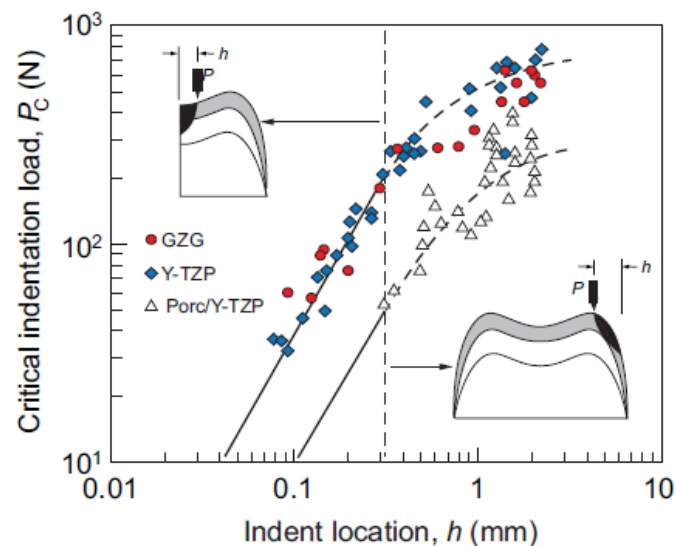 Critical indentation load, P_C (N)
10³
10²
10¹
h
P
GZG
Y-TZP
Porc/Y-TZP
P
h
0.01 0.1 1 10
Indent location, h (mm)